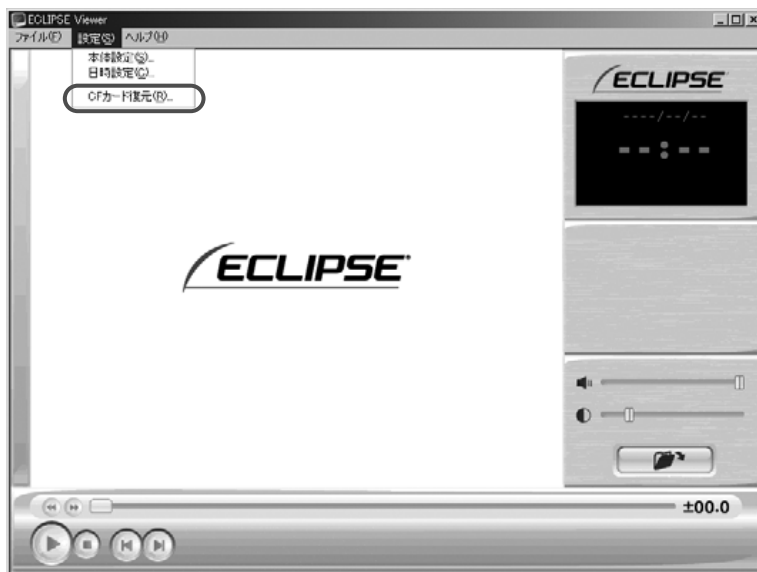 ECLIPSE Viewer
ファイル(F) 設定(S) ヘルプ(H)
本体設定(S)...
日時設定(C)...
CFカード復元(R)...
ECLIPSE
----/--/--
--:--
ECLIPSE®
±00.0